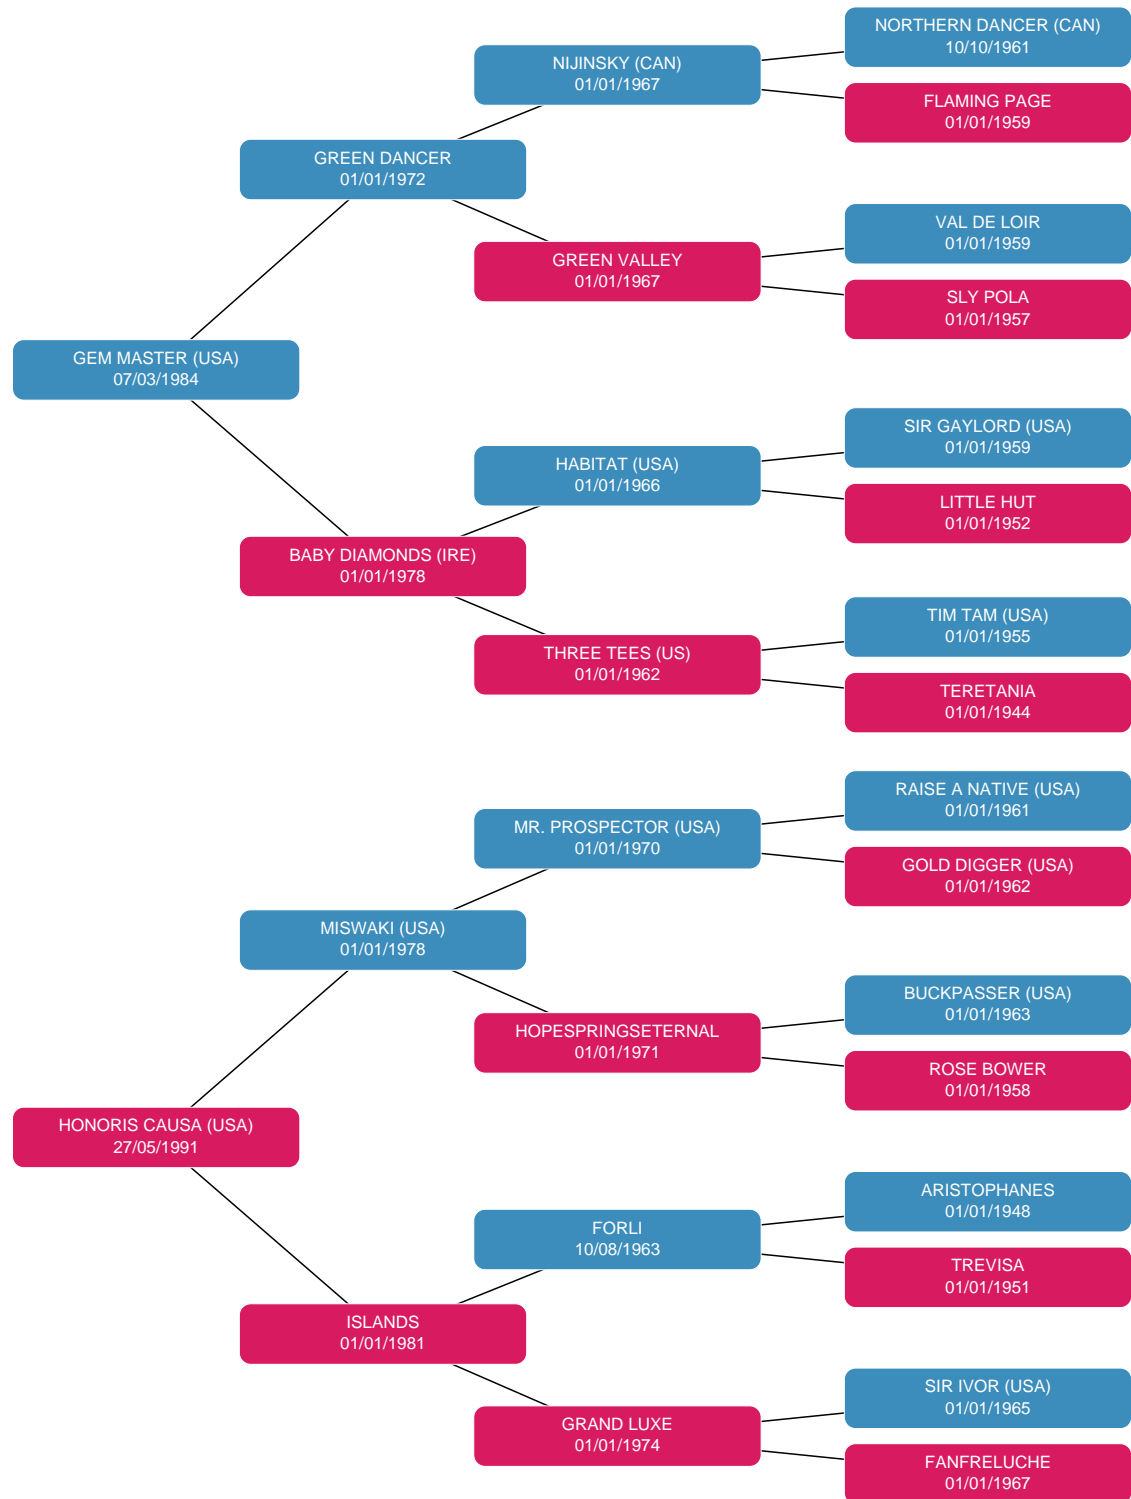 NORTHERN DANCER (CAN)
10/10/1961
NIJINSKY (CAN)
01/01/1967
FLAMING PAGE
01/01/1959
GREEN DANCER
01/01/1972
VAL DE LOIR
01/01/1959
GREEN VALLEY
01/01/1967
SLY POLA
01/01/1957
GEM MASTER (USA)
07/03/1984
SIR GAYLORD (USA)
01/01/1959
HABITAT (USA)
01/01/1966
LITTLE HUT
01/01/1952
BABY DIAMONDS (IRE)
01/01/1978
TIM TAM (USA)
01/01/1955
THREE TEES (US)
01/01/1962
TERETANIA
01/01/1944
RAISE A NATIVE (USA)
01/01/1961
MR. PROSPECTOR (USA)
01/01/1970
GOLD DIGGER (USA)
01/01/1962
MISWAKI (USA)
01/01/1978
BUCKPASSER (USA)
01/01/1963
HOPESPRINGSETERNAL
01/01/1971
ROSE BOWER
01/01/1958
HONORIS CAUSA (USA)
27/05/1991
ARISTOPHANES
01/01/1948
FORLI
10/08/1963
TREVISA
01/01/1951
ISLANDS
01/01/1981
SIR IVOR (USA)
01/01/1965
GRAND LUXE
01/01/1974
FANFRELUCHE
01/01/1967